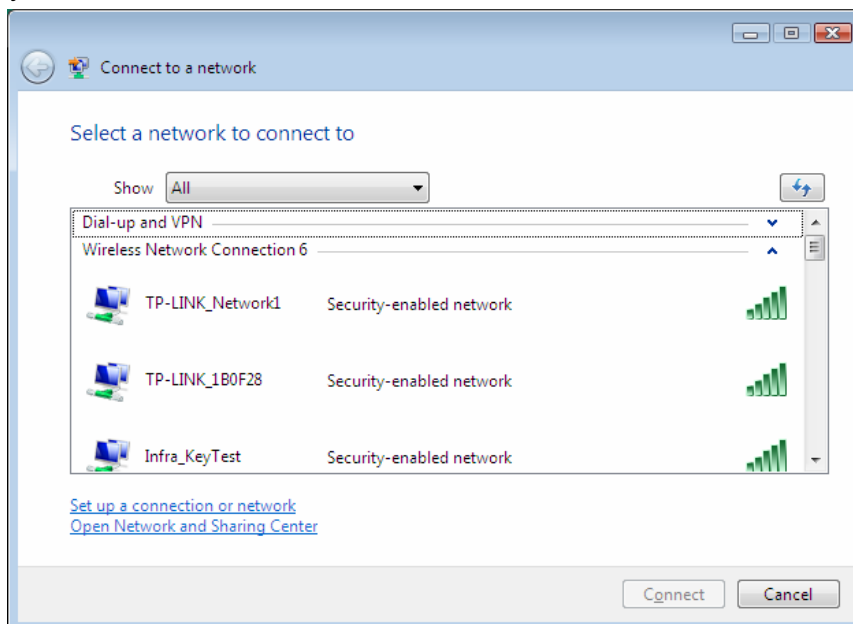 Connect to a network
Select a network to connect to
Show All
Dial-up and VPN
Wireless Network Connection 6
TP-LINK_Network1 Security-enabled network
TP-LINK_1B0F28 Security-enabled network
Infra_KeyTest Security-enabled network
Set up a connection or network
Open Network and Sharing Center
Connect Cancel